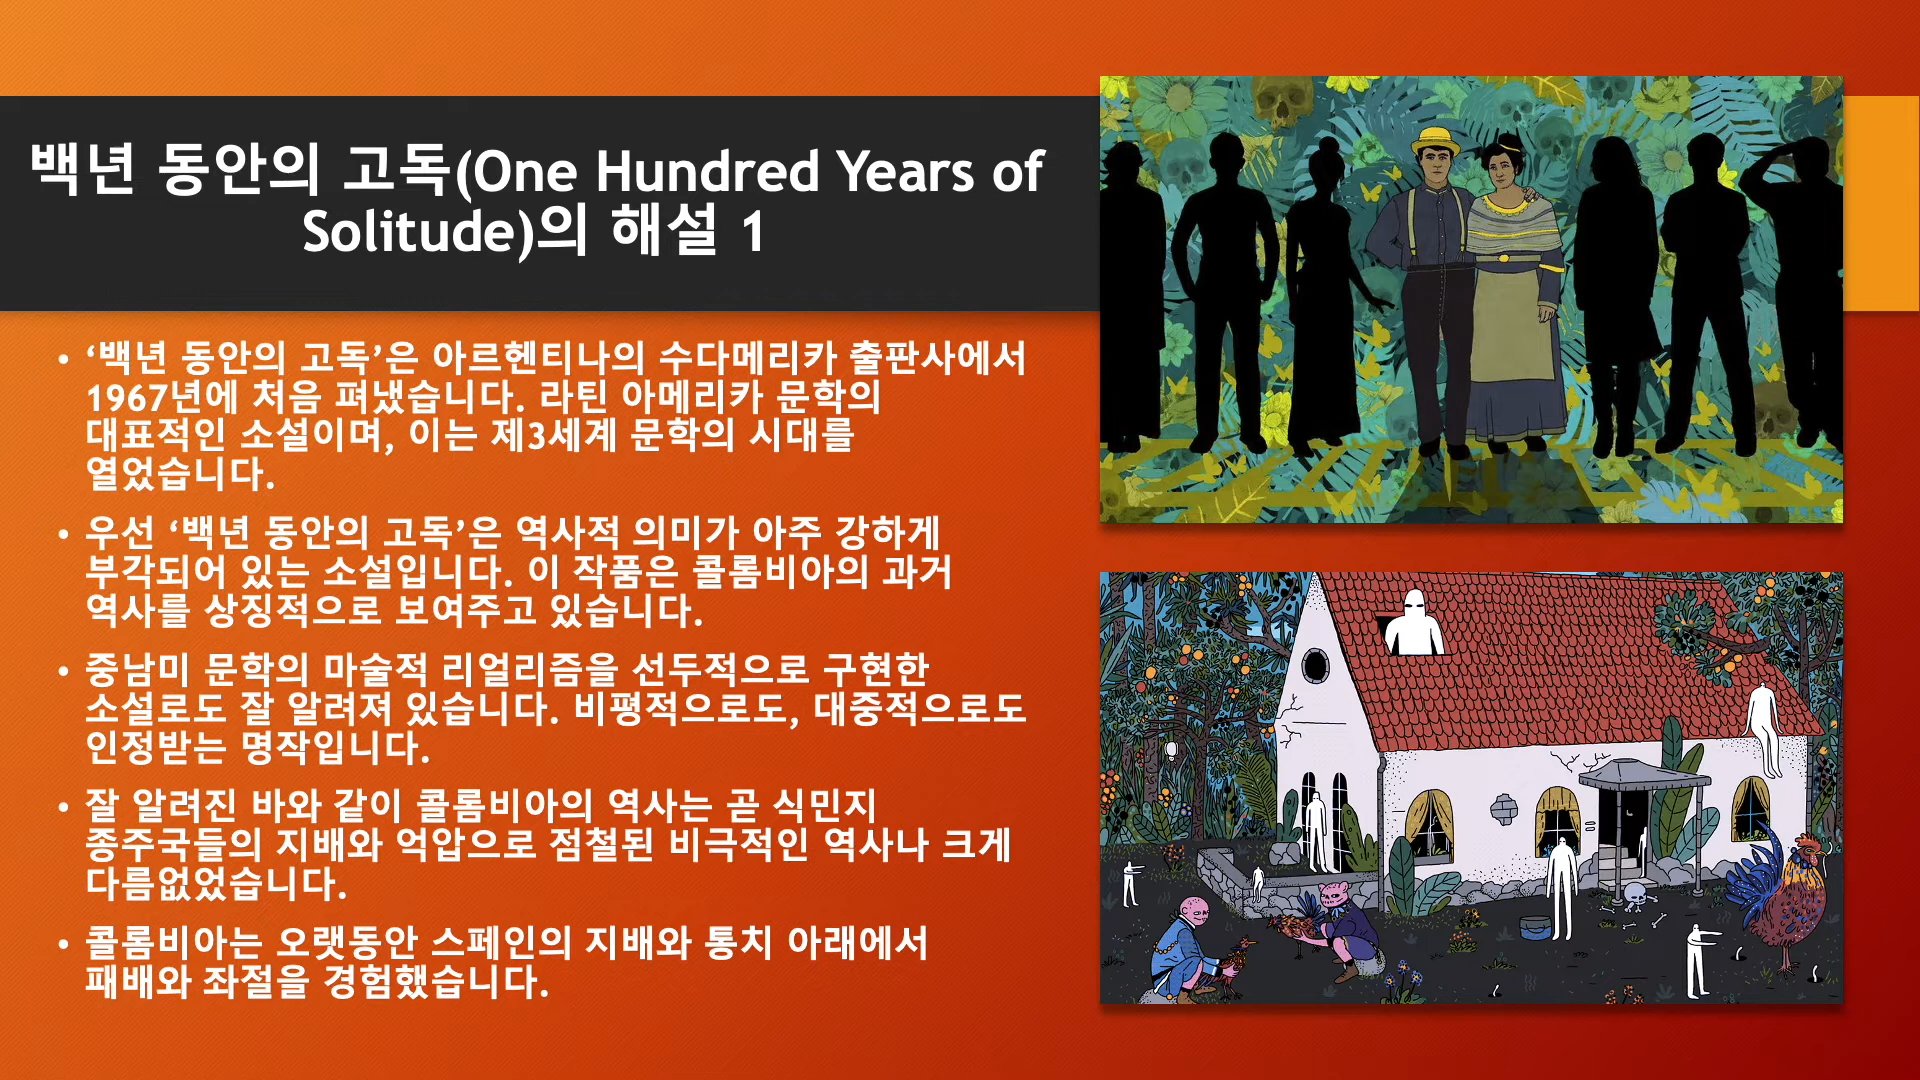 백년 동안의 고독(One Hundred Years of
Solitude)의 해설 1
• ‘백년 동안의 고독’은 아르헨티나의 수다메리카 출판사에서
1967년에 처음 펴냈습니다. 라틴 아메리카 문학의
대표적인 소설이며, 이는 제3세계 문학의 시대를
열었습니다.
• 우선 ‘백년 동안의 고독’은 역사적 의미가 아주 강하게
부각되어 있는 소설입니다. 이 작품은 콜롬비아의 과거
역사를 상징적으로 보여주고 있습니다.
• 중남미 문학의 마술적 리얼리즘을 선두적으로 구현한
소설로도 잘 알려져 있습니다. 비평적으로도, 대중적으로도
인정받는 명작입니다.
• 잘 알려진 바와 같이 콜롬비아의 역사는 곧 식민지
종주국들의 지배와 억압으로 점철된 비극적인 역사나 크게
다름없었습니다.
• 콜롬비아는 오랫동안 스페인의 지배와 통치 아래에서
패배와 좌절을 경험했습니다.